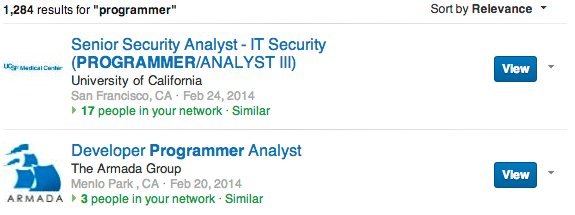 1,284 results for "programmer"
Sort by Relevance
Senior Security Analyst - IT Security
(PROGRAMMER/ANALYST III)
University of California
San Francisco, CA · Feb 24, 2014
17 people in your network · Similar
UCSF Medical Center
View
Developer Programmer Analyst
The Armada Group
Menlo Park , CA · Feb 20, 2014
3 people in your network · Similar
ARMADA
View